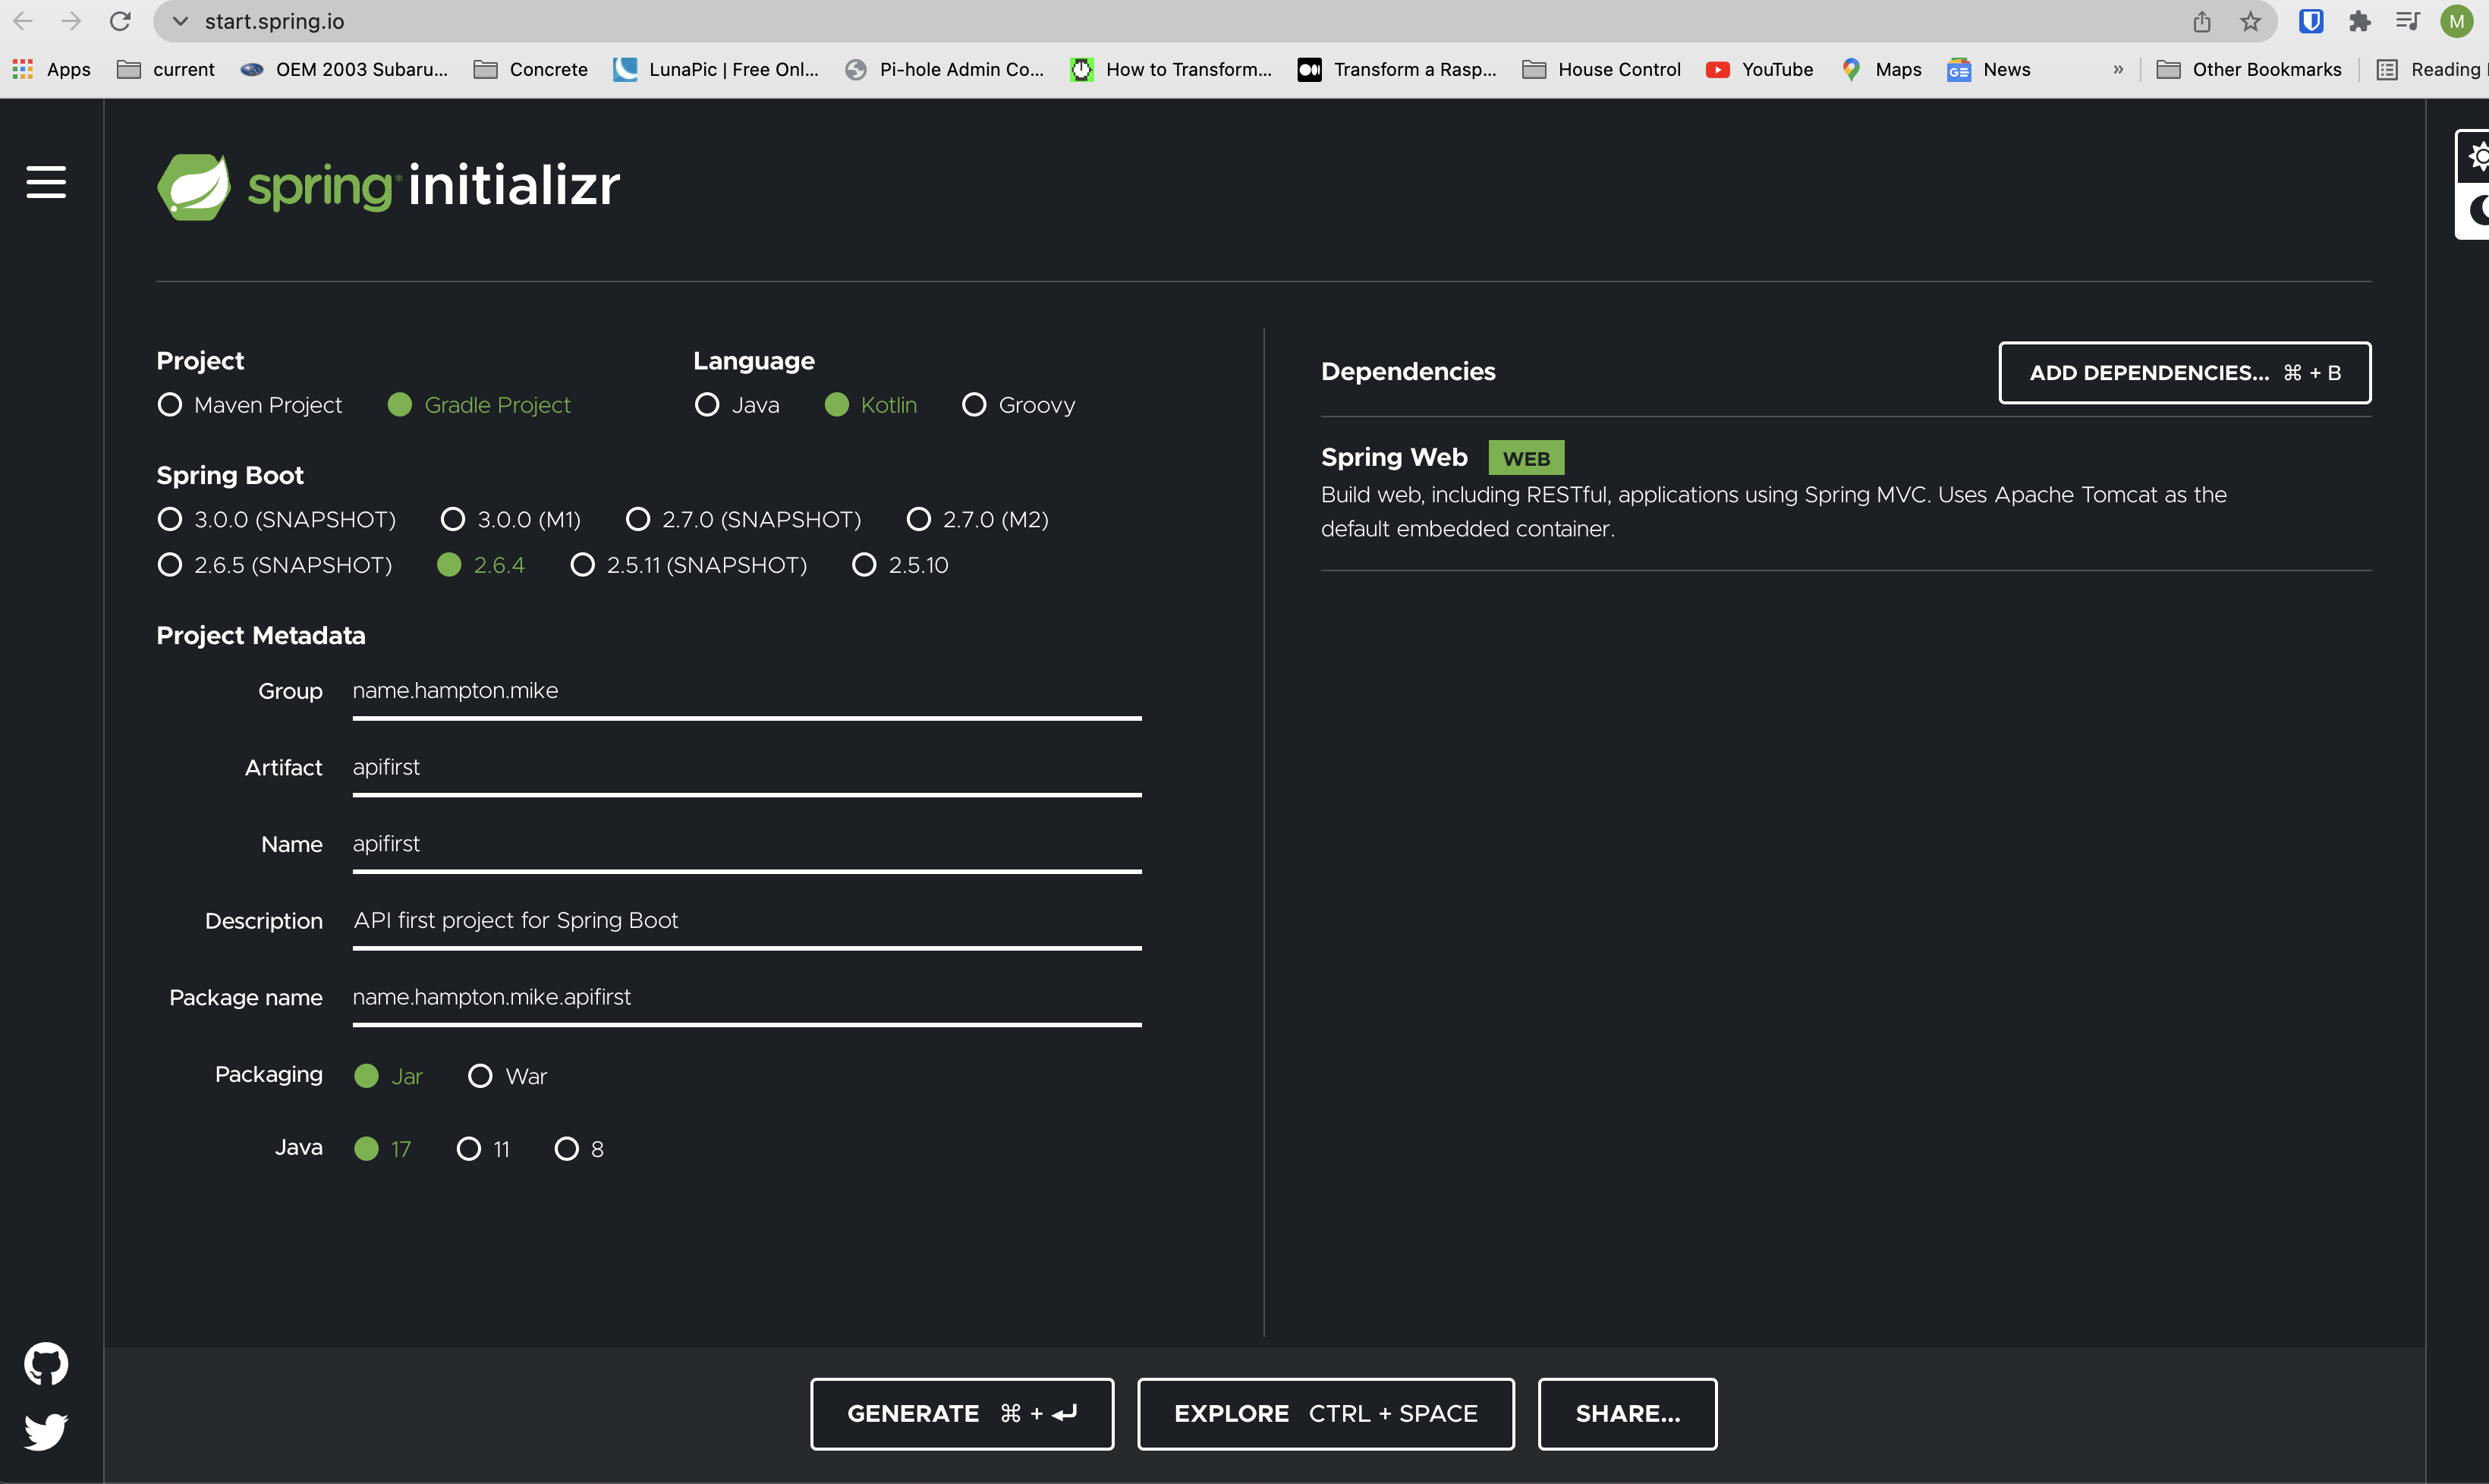 start.spring.io
M
Apps current OEM 2003 Subaru... Concrete LunaPic | Free Onl... Pi-hole Admin Co... How to Transform... Transform a Rasp... House Control YouTube Maps News » Other Bookmarks Reading
spring® initializr
Project
Maven Project Gradle Project
Language
Java Kotlin Groovy
Spring Boot
3.0.0 (SNAPSHOT) 3.0.0 (M1) 2.7.0 (SNAPSHOT) 2.7.0 (M2)
2.6.5 (SNAPSHOT) 2.6.4 2.5.11 (SNAPSHOT) 2.5.10
Project Metadata
Group name.hampton.mike
Artifact apifirst
Name apifirst
Description API first project for Spring Boot
Package name name.hampton.mike.apifirst
Packaging Jar War
Java 17 11 8
Dependencies ADD DEPENDENCIES... ⌘ + B
Spring Web WEB
Build web, including RESTful, applications using Spring MVC. Uses Apache Tomcat as the
default embedded container.
GENERATE ⌘ + ⏎ EXPLORE CTRL + SPACE SHARE...